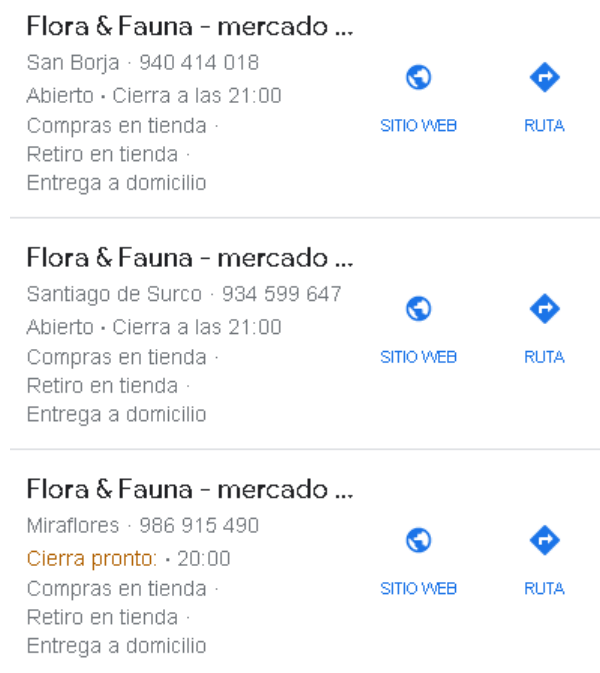 Flora & Fauna - mercado ...
San Borja · 940 414 018
Abierto · Cierra a las 21:00
Compras en tienda ·
Retiro en tienda ·
Entrega a domicilio
SITIO WEB
RUTA
Flora & Fauna - mercado ...
Santiago de Surco · 934 599 647
Abierto · Cierra a las 21:00
Compras en tienda ·
Retiro en tienda ·
Entrega a domicilio
SITIO WEB
RUTA
Flora & Fauna - mercado ...
Miraflores · 986 915 490
Cierra pronto: · 20:00
Compras en tienda ·
Retiro en tienda ·
Entrega a domicilio
SITIO WEB
RUTA